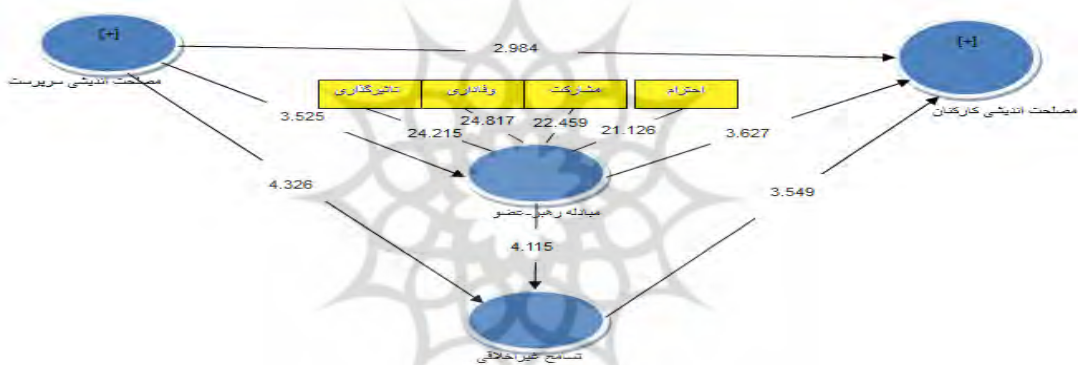 [+]
[+]
2.984
مصلحت اندیشی سرپرست
تاثیرگذاری
وفاداری
مشارکت
احترام
مصلحت اندیشی کارکنان
3.525
24.215
24.817
22.459
21.126
3.627
4.326
3.549
مبادله رهبر-عضو
4.115
تسامح غیراخلاقی